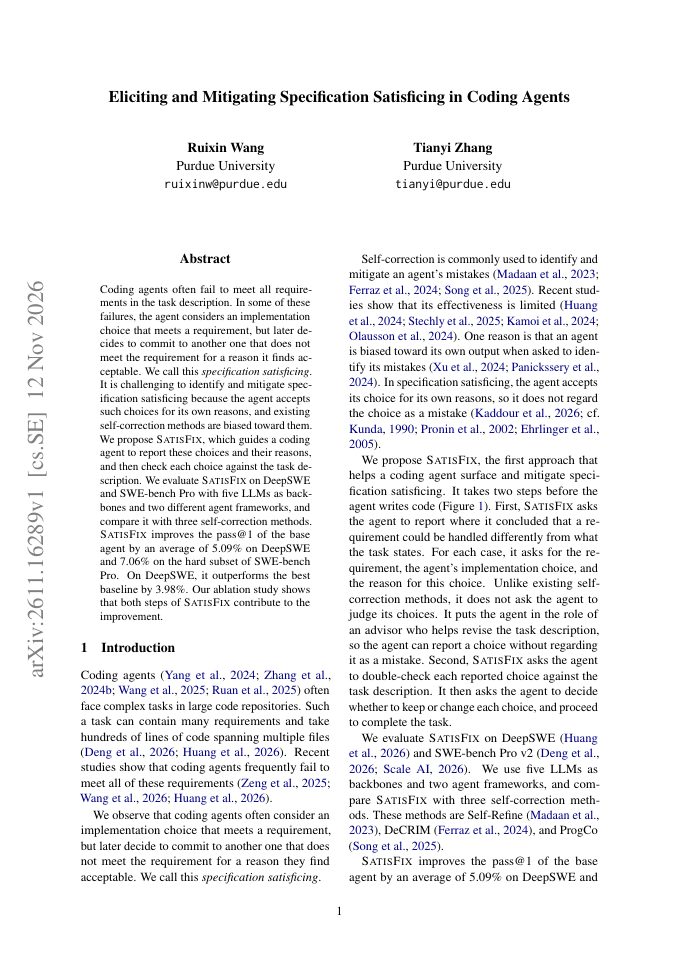 Eliciting and Mitigating Specification Satisficing in Coding Agents
Ruixin Wang
Purdue University
ruixinw@purdue.edu
Tianyi Zhang
Purdue University
tianyi@purdue.edu
arXiv:2611.16289v1 [cs.SE] 12 Nov 2026
Abstract
Coding agents often fail to meet all require-
ments in the task description. In some of these
failures, the agent considers an implementation
choice that meets a requirement, but later de-
cides to commit to another one that does not
meet the requirement for a reason it finds ac-
ceptable. We call this specification satisficing.
It is challenging to identify and mitigate spec-
ification satisficing because the agent accepts
such choices for its own reasons, and existing
self-correction methods are biased toward them.
We propose SATISFIX, which guides a coding
agent to report these choices and their reasons,
and then check each choice against the task de-
scription. We evaluate SATISFIX on DeepSWE
and SWE-bench Pro with five LLMs as back-
bones and two different agent frameworks, and
compare it with three self-correction methods.
SATISFIX improves the pass@1 of the base
agent by an average of 5.09% on DeepSWE
and 7.06% on the hard subset of SWE-bench
Pro. On DeepSWE, it outperforms the best
baseline by 3.98%. Our ablation study shows
that both steps of SATISFIX contribute to the
improvement.
1 Introduction
Coding agents (Yang et al., 2024; Zhang et al.,
2024b; Wang et al., 2025; Ruan et al., 2025) often
face complex tasks in large code repositories. Such
a task can contain many requirements and take
hundreds of lines of code spanning multiple files
(Deng et al., 2026; Huang et al., 2026). Recent
studies show that coding agents frequently fail to
meet all of these requirements (Zeng et al., 2025;
Wang et al., 2026; Huang et al., 2026).
We observe that coding agents often consider an
implementation choice that meets a requirement,
but later decide to commit to another one that does
not meet the requirement for a reason they find
acceptable. We call this specification satisficing.
Self-correction is commonly used to identify and
mitigate an agent's mistakes (Madaan et al., 2023;
Ferraz et al., 2024; Song et al., 2025). Recent stud-
ies show that its effectiveness is limited (Huang
et al., 2024; Stechly et al., 2025; Kamoi et al., 2024;
Olausson et al., 2024). One reason is that an agent
is biased toward its own output when asked to iden-
tify its mistakes (Xu et al., 2024; Panickssery et al.,
2024). In specification satisficing, the agent accepts
its choice for its own reasons, so it does not regard
the choice as a mistake (Kaddour et al., 2026; cf.
Kunda, 1990; Pronin et al., 2002; Ehrlinger et al.,
2005).
We propose SATISFIX, the first approach that
helps a coding agent surface and mitigate speci-
fication satisficing. It takes two steps before the
agent writes code (Figure 1). First, SATISFIX asks
the agent to report where it concluded that a re-
quirement could be handled differently from what
the task states. For each case, it asks for the re-
quirement, the agent's implementation choice, and
the reason for this choice. Unlike existing self-
correction methods, it does not ask the agent to
judge its choices. It puts the agent in the role of
an advisor who helps revise the task description,
so the agent can report a choice without regarding
it as a mistake. Second, SATISFIX asks the agent
to double-check each reported choice against the
task description. It then asks the agent to decide
whether to keep or change each choice, and proceed
to complete the task.
We evaluate SATISFIX on DeepSWE (Huang
et al., 2026) and SWE-bench Pro v2 (Deng et al.,
2026; Scale AI, 2026). We use five LLMs as
backbones and two agent frameworks, and com-
pare SATISFIX with three self-correction meth-
ods. These methods are Self-Refine (Madaan et al.,
2023), DeCRIM (Ferraz et al., 2024), and ProgCo
(Song et al., 2025).
SATISFIX improves the pass@1 of the base
agent by an average of 5.09% on DeepSWE and
1